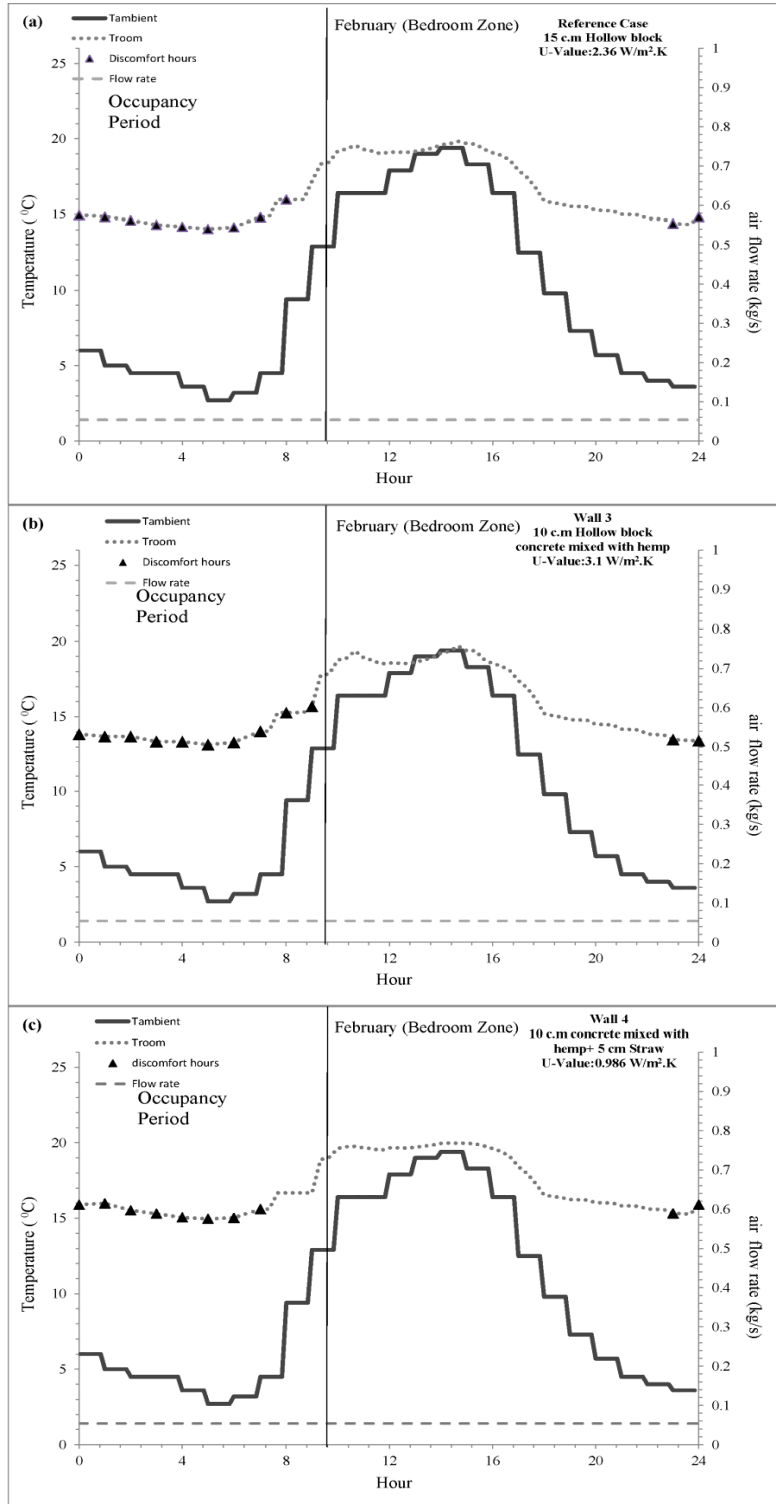 (a)
Tambient
Troom
Discomfort hours
Flow rate
Occupancy
Period
February (Bedroom Zone)
Reference Case
15 c.m Hollow block
U-Value:2.36 W/m².K
Temperature ( ⁰C)
25
20
15
10
5
0
air flow rate (kg/s)
1
0.9
0.8
0.7
0.6
0.5
0.4
0.3
0.2
0.1
0
0 4 8 12 16 20 24
Hour
(b)
Tambient
Troom
Discomfort hours
Flow rate
Occupancy
Period
February (Bedroom Zone)
Wall 3
10 c.m Hollow block
concrete mixed with hemp
U-Value:3.1 W/m².K
Temperature ( ⁰C)
25
20
15
10
5
0
air flow rate (kg/s)
1
0.9
0.8
0.7
0.6
0.5
0.4
0.3
0.2
0.1
0
0 4 8 12 16 20 24
Hour
(c)
Tambient
Troom
discomfort hours
Flow rate
Occupancy
Period
February (Bedroom Zone)
Wall 4
10 c.m concrete mixed with
hemp+ 5 cm Straw
U-Value:0.986 W/m².K
Temperature ( ⁰C)
25
20
15
10
5
0
air flow rate (kg/s)
1
0.9
0.8
0.7
0.6
0.5
0.4
0.3
0.2
0.1
0
0 4 8 12 16 20 24
Hour